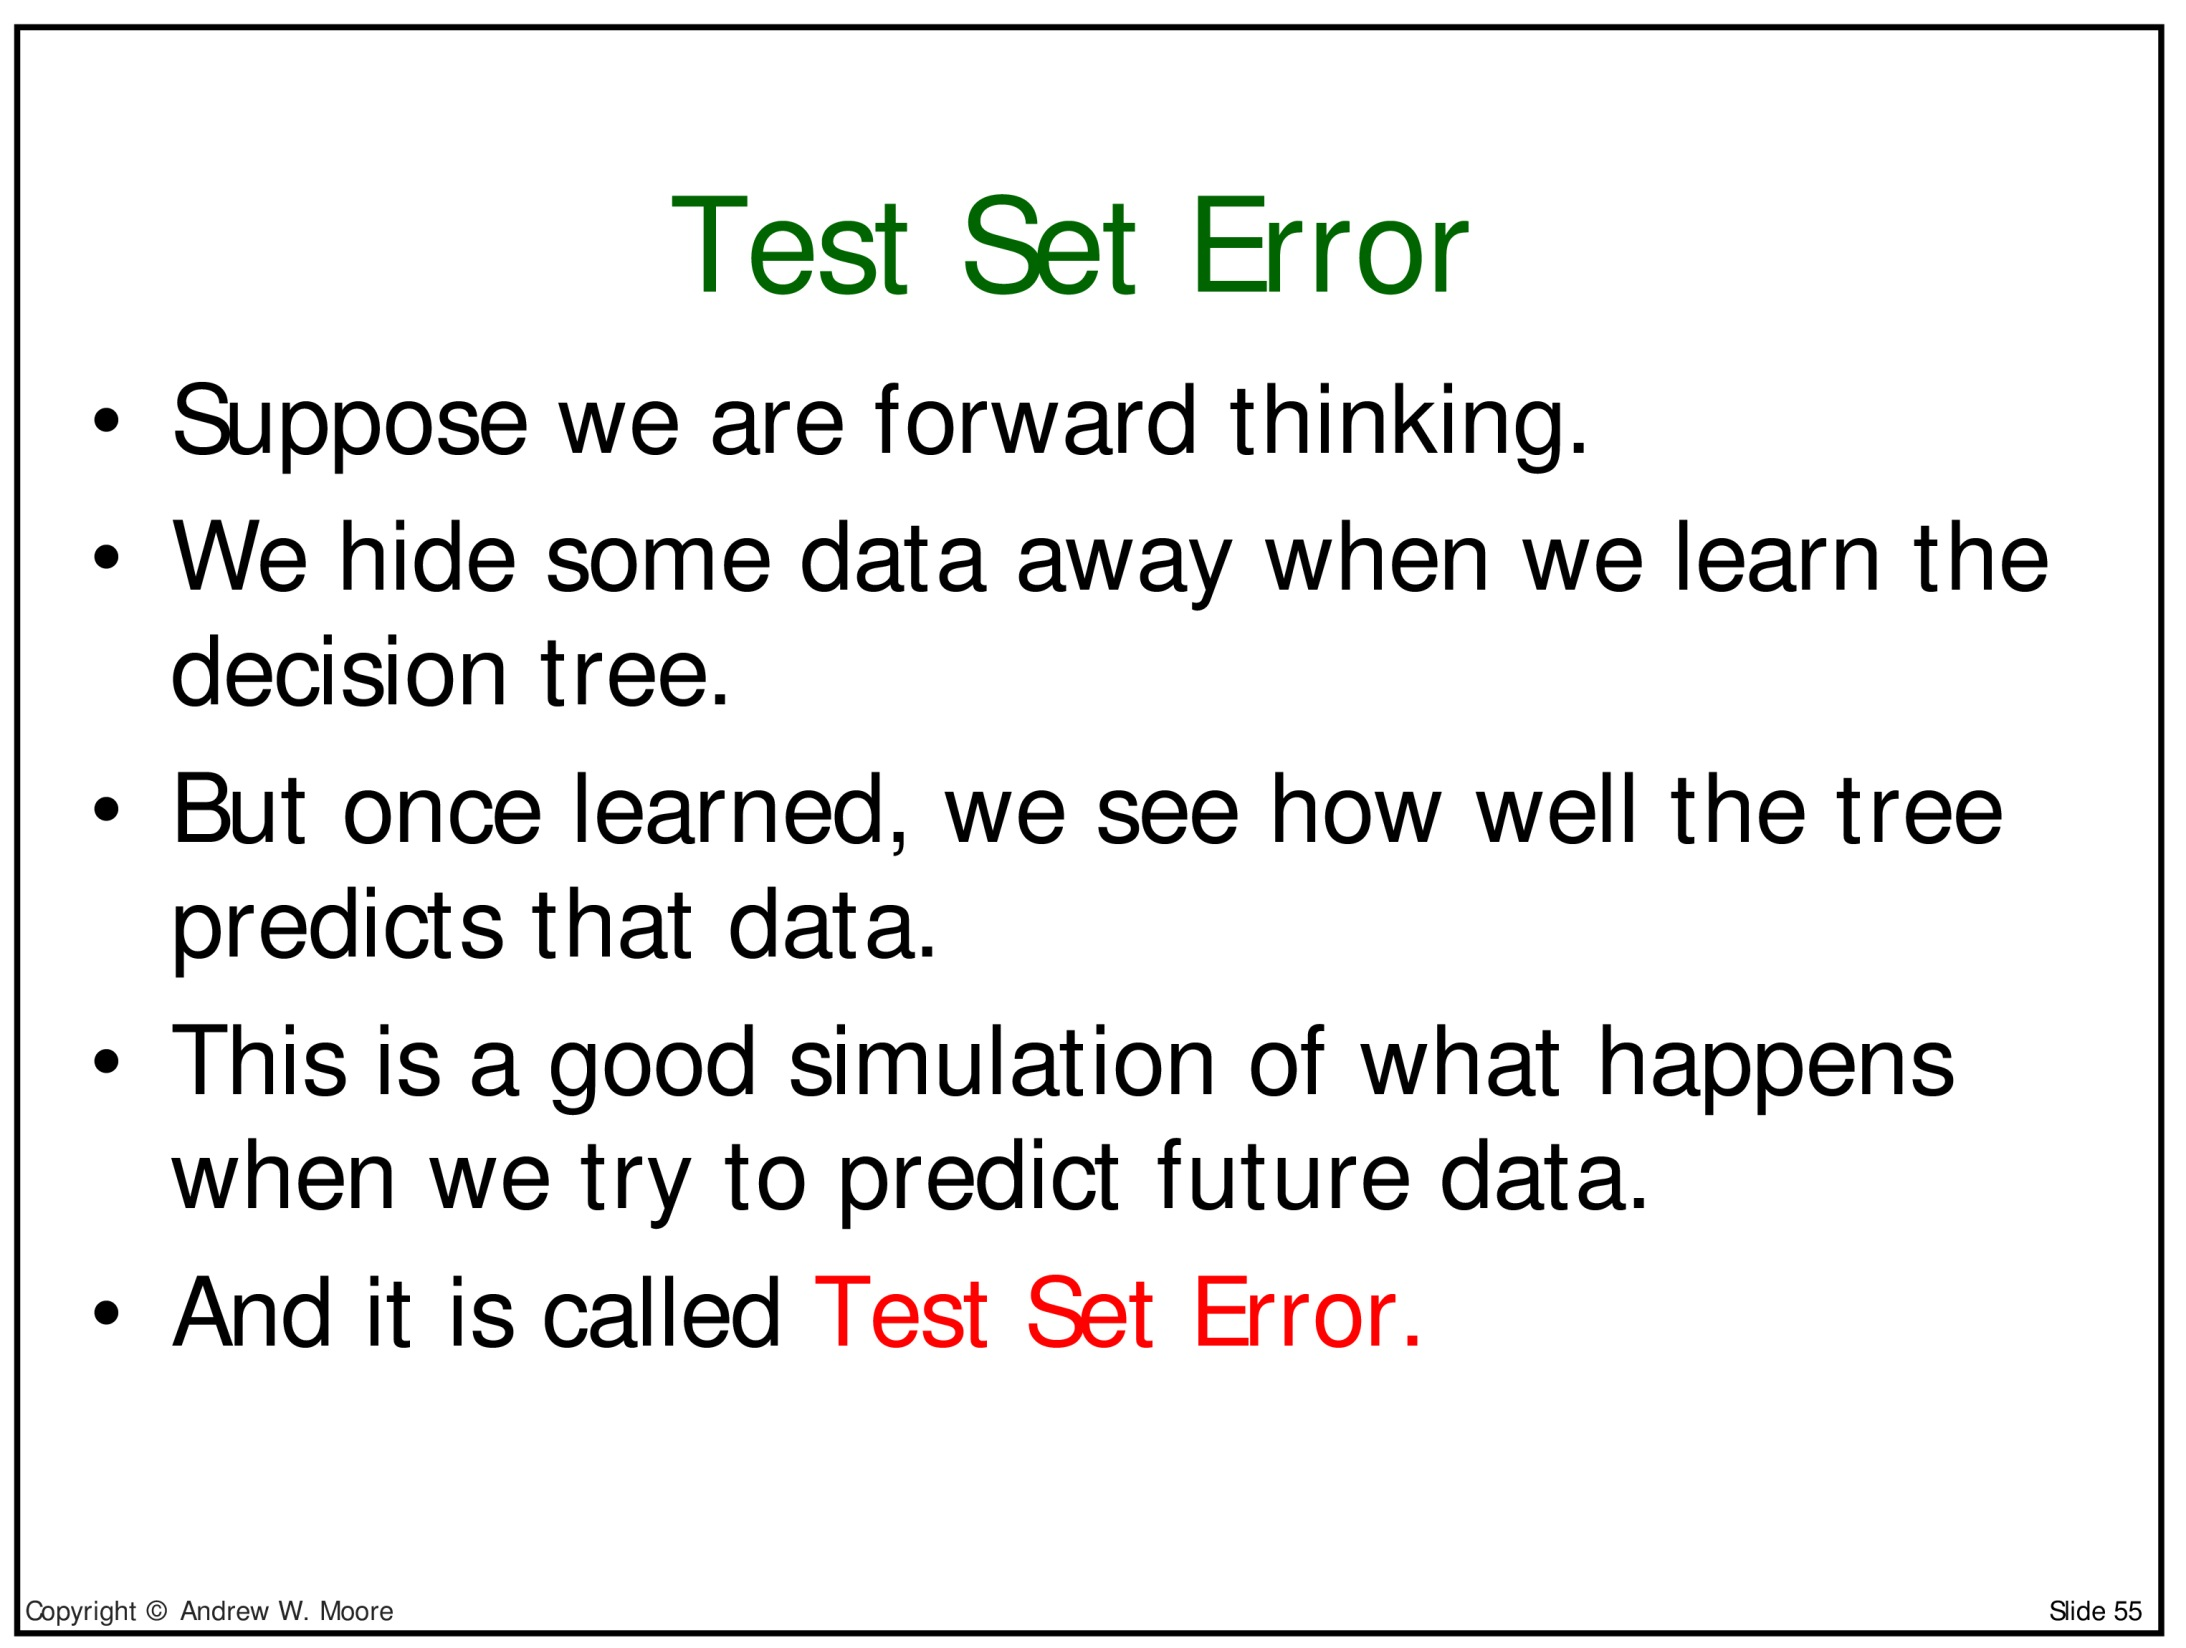 Test Set Error
• Suppose we are forward thinking.
• We hide some data away when we learn the
decision tree.
• But once learned, we see how well the tree
predicts that data.
• This is a good simulation of what happens
when we try to predict future data.
• And it is called Test Set Error.
Copyright © Andrew W. Moore
Slide 55